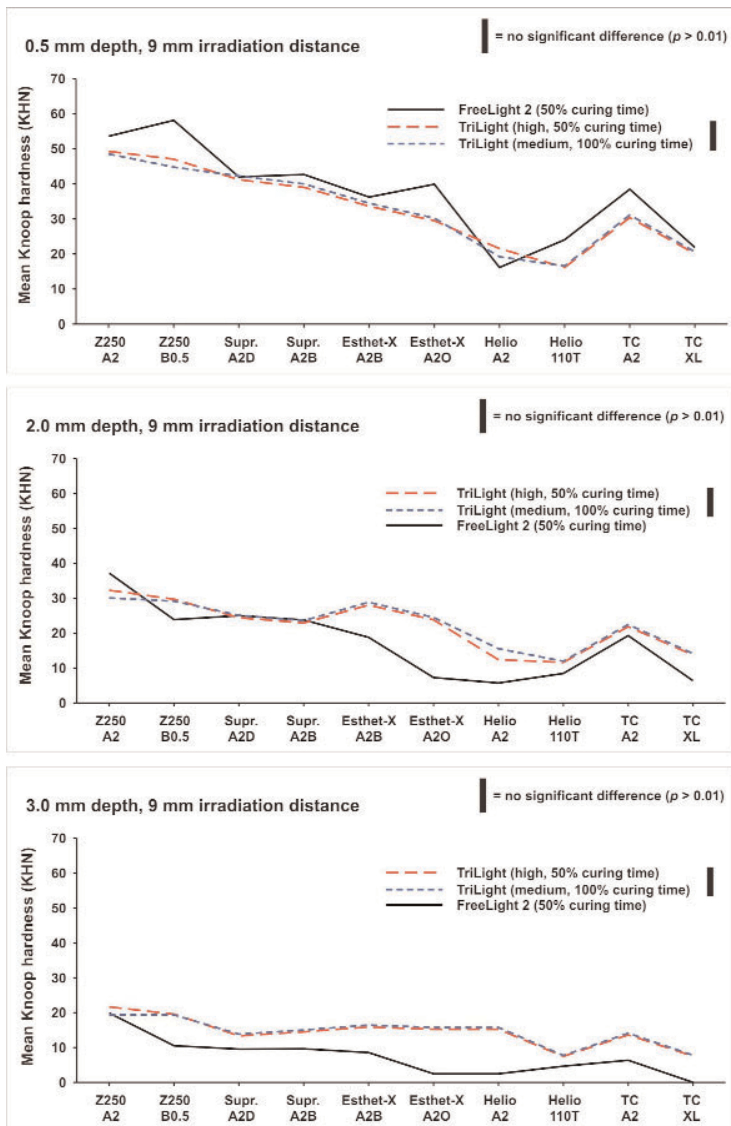 0.5 mm depth, 9 mm irradiation distance
= no significant difference (p > 0.01)
Mean Knoop hardness (KHN)
70
60
50
40
30
20
10
0
FreeLight 2 (50% curing time)
TriLight (high, 50% curing time)
TriLight (medium, 100% curing time)
Z250 Z250 Supr. Supr. Esthet-X Esthet-X Helio Helio TC TC
A2 B0.5 A2D A2B A2B A2O A2 110T A2 XL
2.0 mm depth, 9 mm irradiation distance
= no significant difference (p > 0.01)
Mean Knoop hardness (KHN)
70
60
50
40
30
20
10
0
TriLight (high, 50% curing time)
TriLight (medium, 100% curing time)
FreeLight 2 (50% curing time)
Z250 Z250 Supr. Supr. Esthet-X Esthet-X Helio Helio TC TC
A2 B0.5 A2D A2B A2B A2O A2 110T A2 XL
3.0 mm depth, 9 mm irradiation distance
= no significant difference (p > 0.01)
Mean Knoop hardness (KHN)
70
60
50
40
30
20
10
0
TriLight (high, 50% curing time)
TriLight (medium, 100% curing time)
FreeLight 2 (50% curing time)
Z250 Z250 Supr. Supr. Esthet-X Esthet-X Helio Helio TC TC
A2 B0.5 A2D A2B A2B A2O A2 110T A2 XL